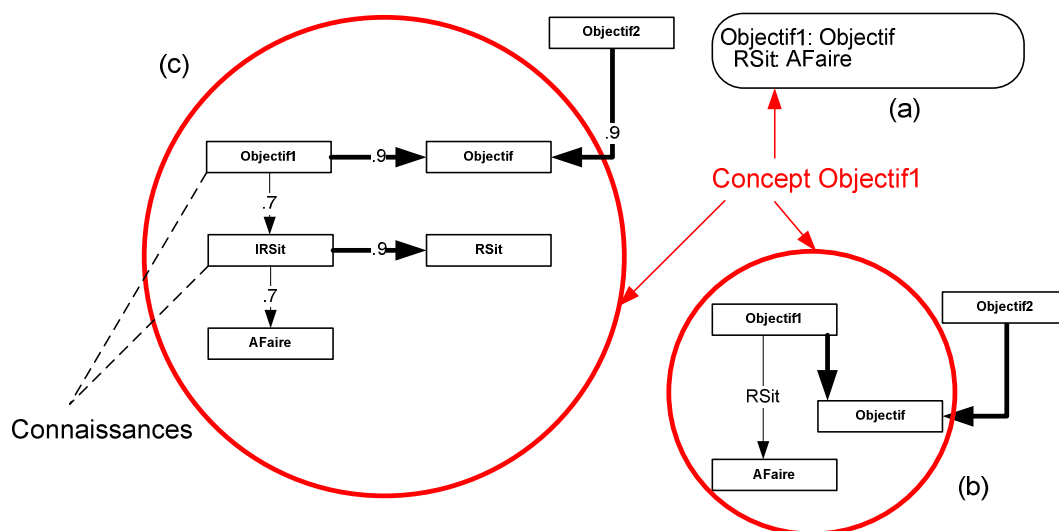 (c)
Objectif2
Objectif1: Objectif
RSit: AFaire
(a)
.9
Objectif1
.9
Objectif
Concept Objectif1
.7
IRSit
.9
RSit
.7
AFaire
Connaissances
Objectif1
Objectif2
RSit
Objectif
AFaire
(b)